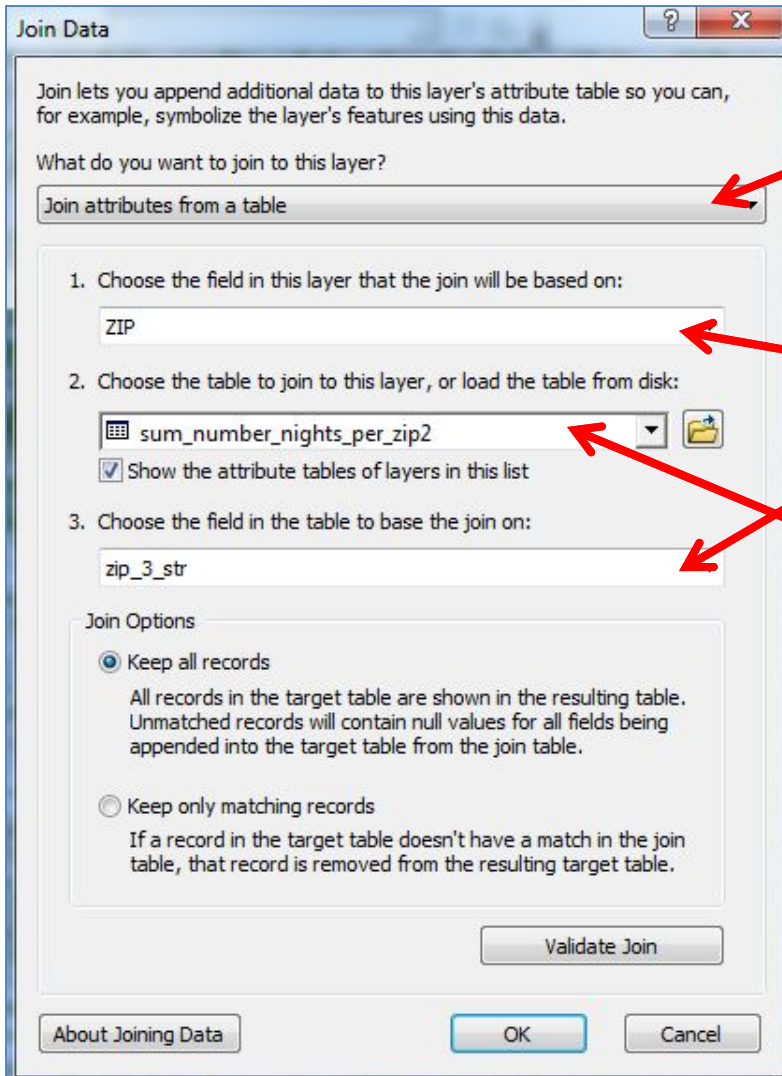 Join Data
?
X
Join lets you append additional data to this layer's attribute table so you can,
for example, symbolize the layer's features using this data.
What do you want to join to this layer?
Join attributes from a table
1. Choose the field in this layer that the join will be based on:
ZIP
2. Choose the table to join to this layer, or load the table from disk:
sum_number_nights_per_zip2
Show the attribute tables of layers in this list
3. Choose the field in the table to base the join on:
zip_3_str
Join Options
Keep all records
All records in the target table are shown in the resulting table.
Unmatched records will contain null values for all fields being
appended into the target table from the join table.
Keep only matching records
If a record in the target table doesn't have a match in the join
table, that record is removed from the resulting target table.
Validate Join
About Joining Data
OK
Cancel